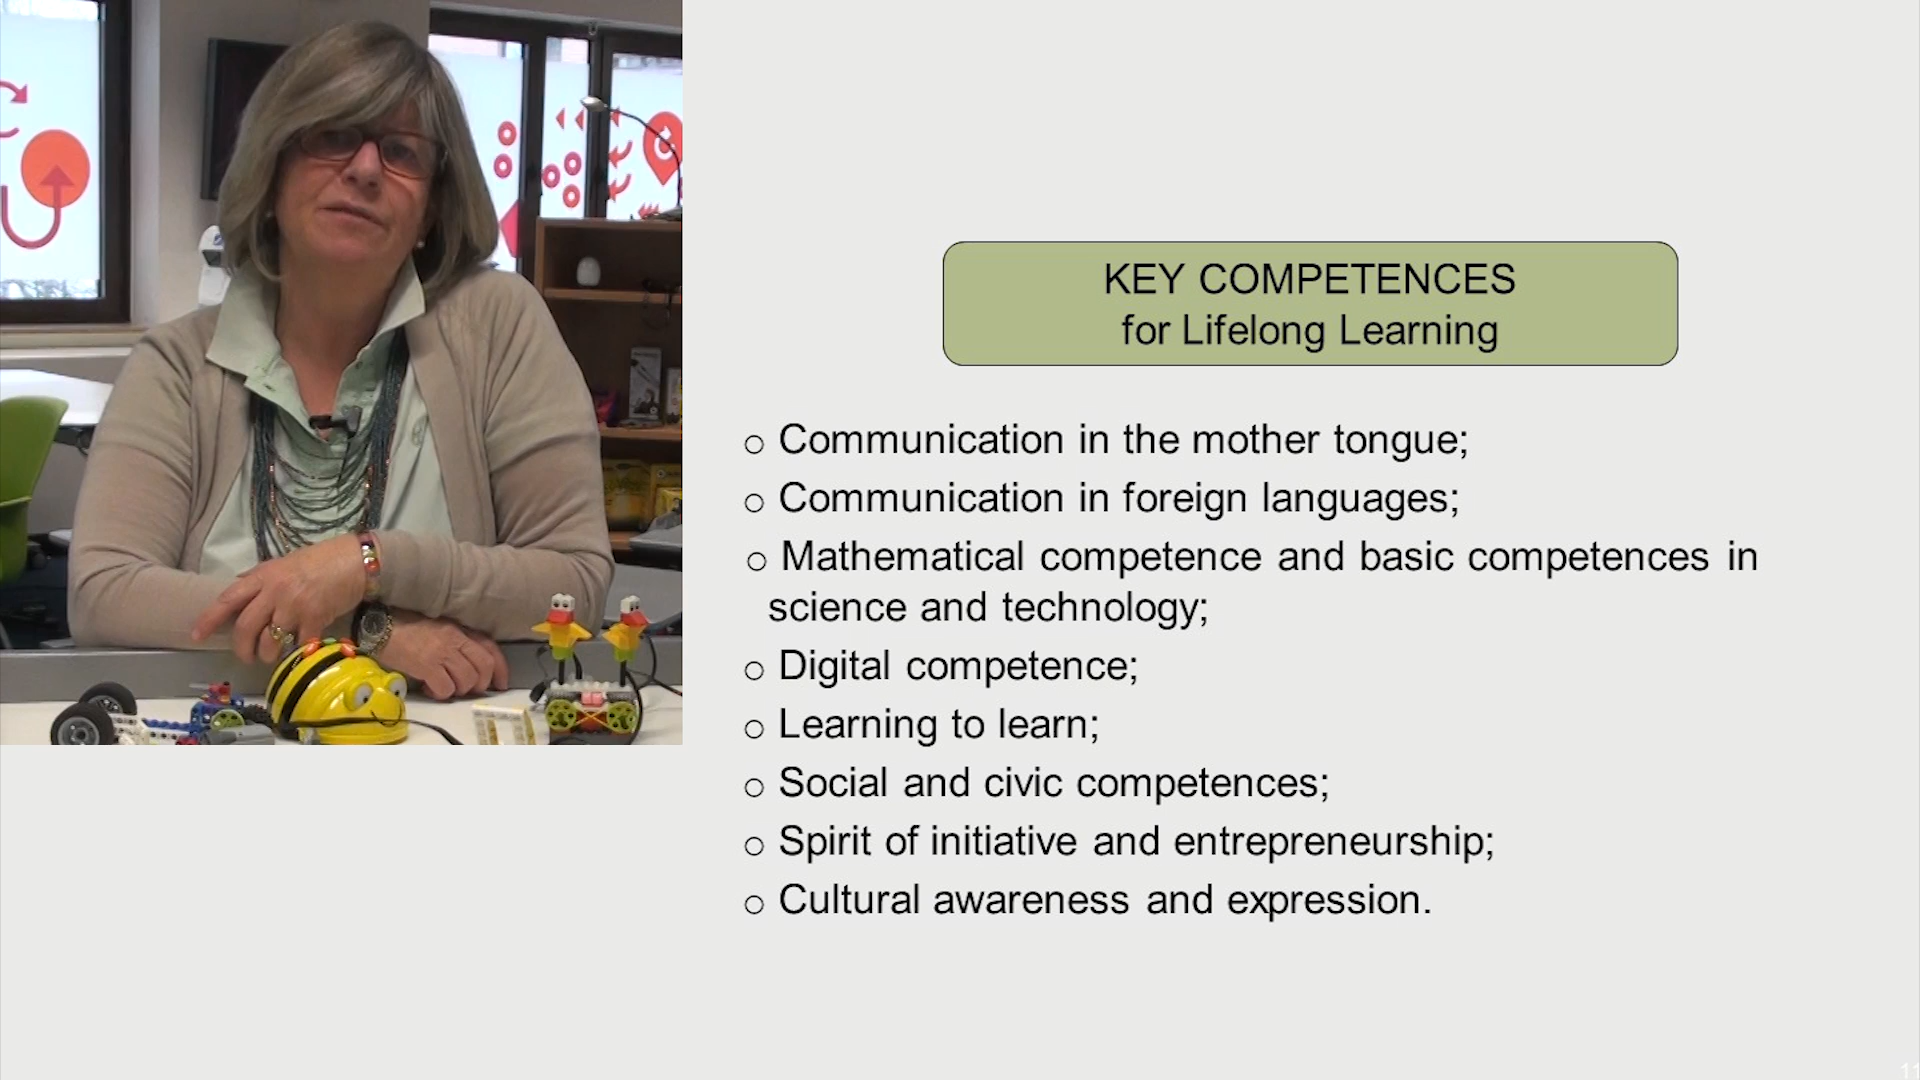 KEY COMPETENCES
for Lifelong Learning
o Communication in the mother tongue;
o Communication in foreign languages;
o Mathematical competence and basic competences in
science and technology;
o Digital competence;
o Learning to learn;
o Social and civic competences;
o Spirit of initiative and entrepreneurship;
o Cultural awareness and expression.